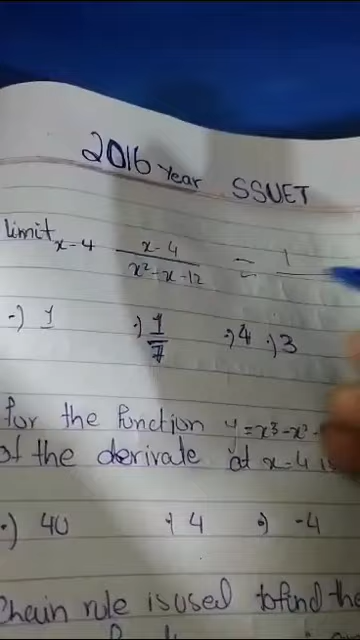 2016 Year SSUET
limit x-4 x-4 / x²-x-12 = 1
·) 1 ·) 1/7 ·) 4 ·) 3
for the function y=x³-x²-
of the derivate at x-4 is
·) 40 ·) 4 ·) -4
Chain rule is used to find the